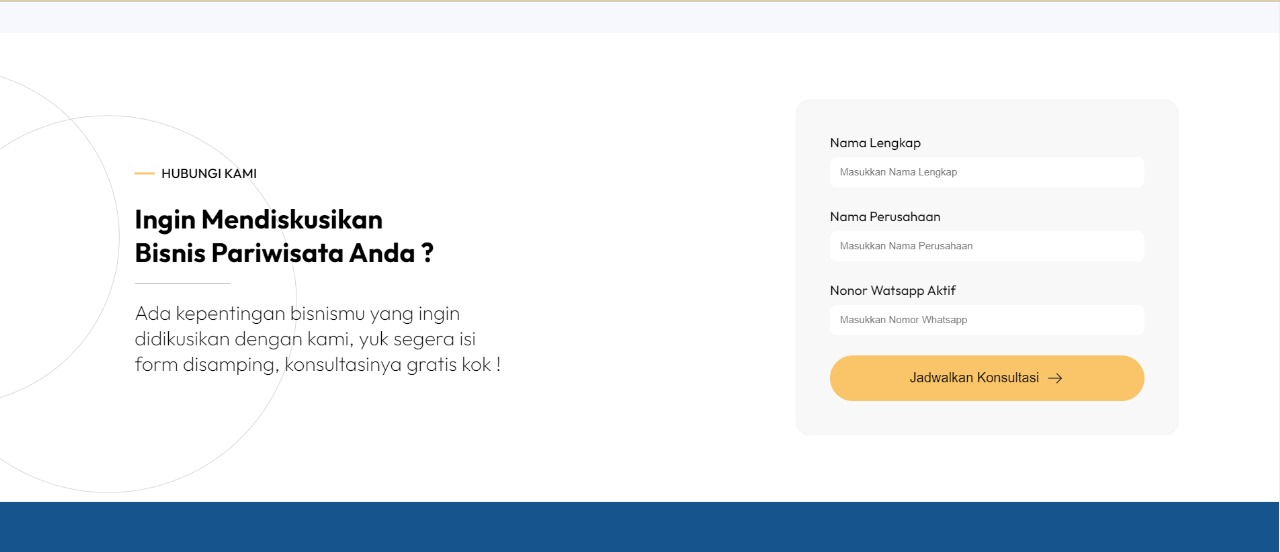 HUBUNGI KAMI
Ingin Mendiskusikan
Bisnis Pariwisata Anda ?
Ada kepentingan bisnismu yang ingin
didikusikan dengan kami, yuk segera isi
form disamping, konsultasinya gratis kok !
Nama Lengkap
Masukkan Nama Lengkap
Nama Perusahaan
Masukkan Nama Perusahaan
Nonor Watsapp Aktif
Masukkan Nomor Whatsapp
Jadwalkan Konsultasi